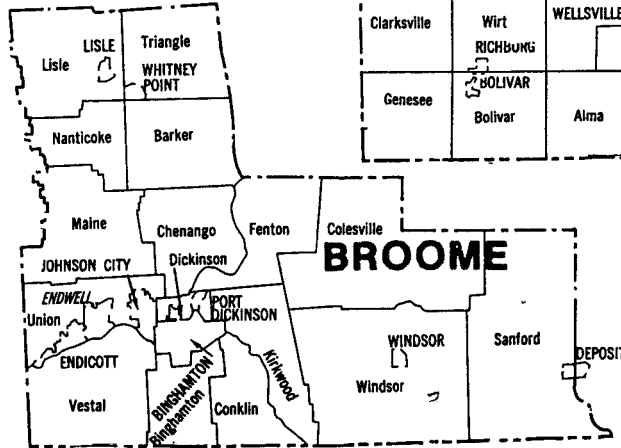 Clarksville
Wirt
WELLSVILLE
RICHBURG
BOLIVAR
Genesee
Bolivar
Alma
Lisle
LISLE
Triangle
WHITNEY
POINT
Nanticoke
Barker
Maine
Chenango
Fenton
Colesville
Dickinson
BROOME
JOHNSON CITY
ENDWELL
Union
PORT
DICKINSON
ENDICOTT
WINDSOR
Sanford
DEPOSIT
Vestal
BINGHAMTON
Binghamton
Conklin
Kirkwood
Windsor